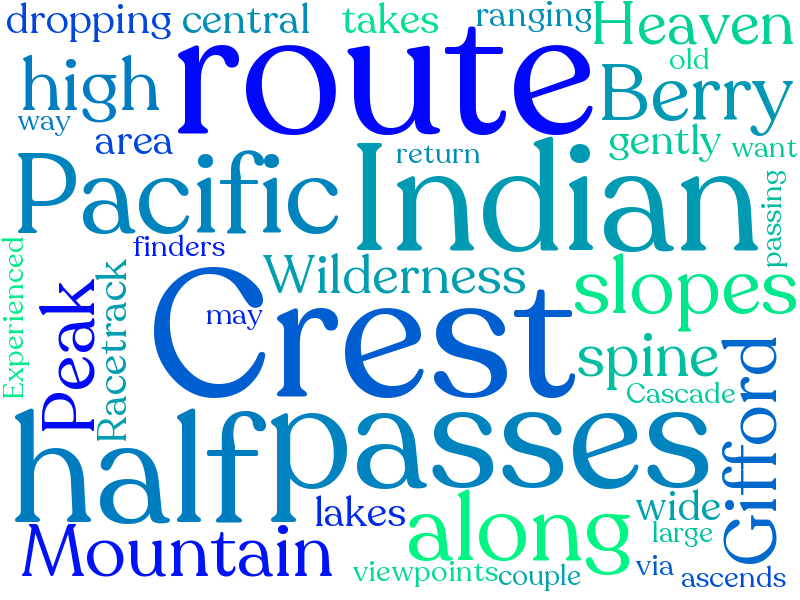 dropping central takes ranging Heaven
route
old
high Berry
way
area
gently want
return
Pacific Indian
passing
finders
Experienced
Wilderness
Racetrack
Peak
slopes
may
Crest
spine
Cascade
Gifford
half passes
lakes along wide
large
Mountain
via
viewpoints couple ascends